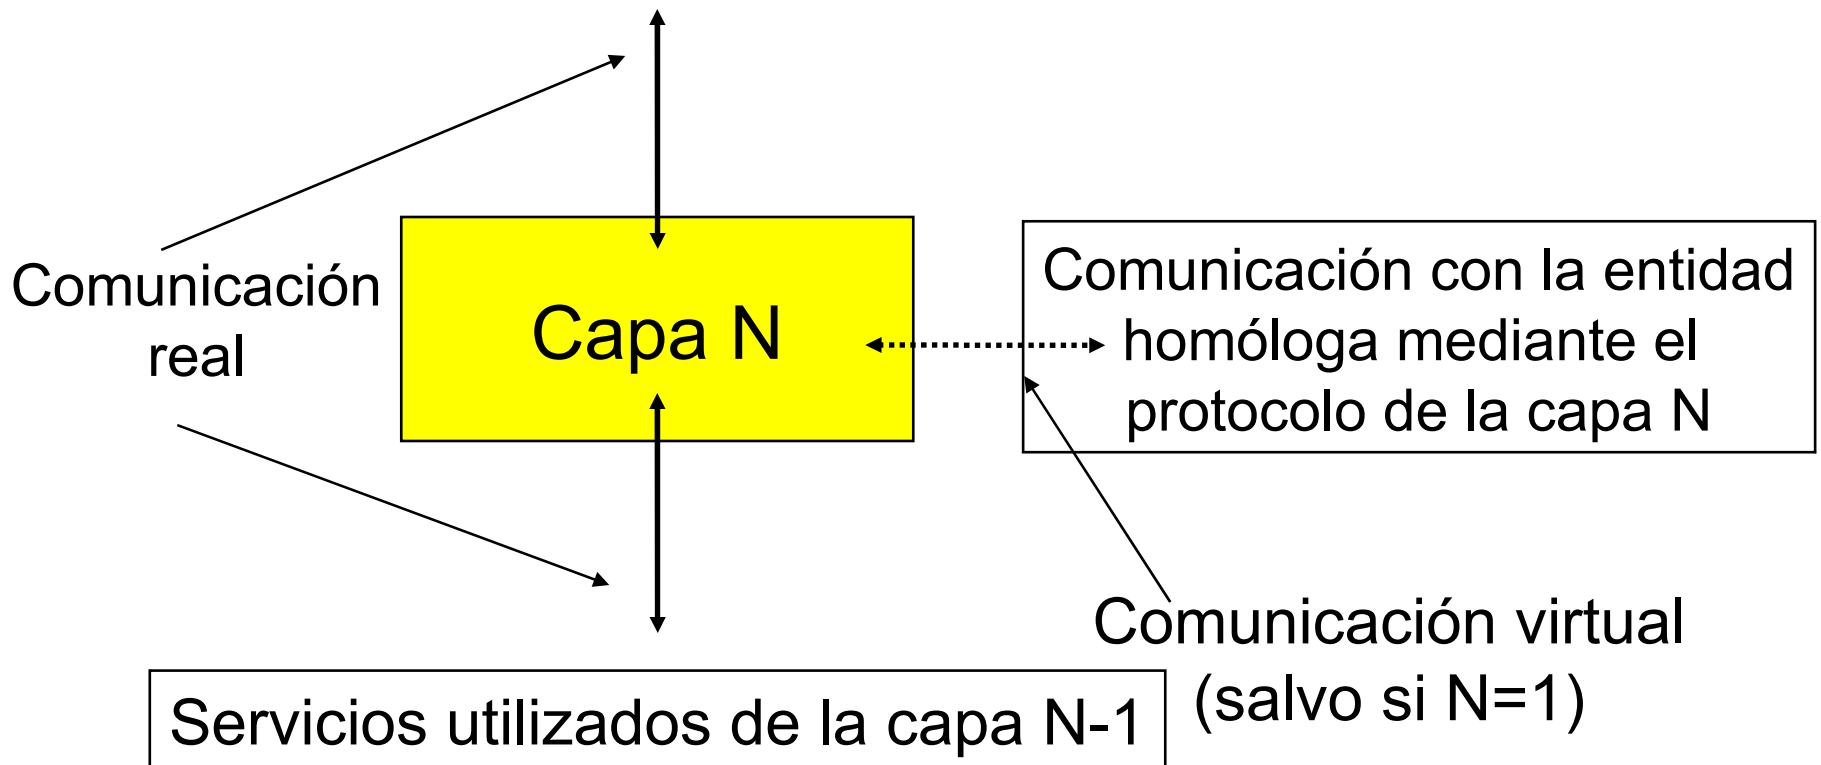 Comunicación
real
Capa N
Comunicación con la entidad
homóloga mediante el
protocolo de la capa N
Comunicación virtual
(salvo si N=1)
Servicios utilizados de la capa N-1